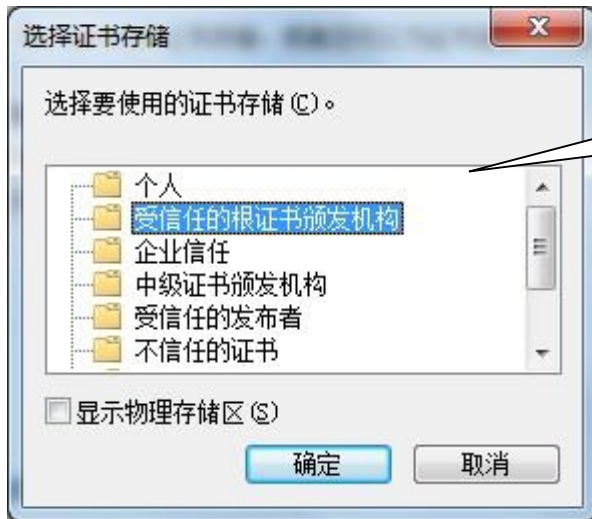 选择证书存储
选择要使用的证书存储(C)。
个人
受信任的根证书颁发机构
企业信任
中级证书颁发机构
受信任的发布者
不信任的证书
显示物理存储区(S)
确定
取消